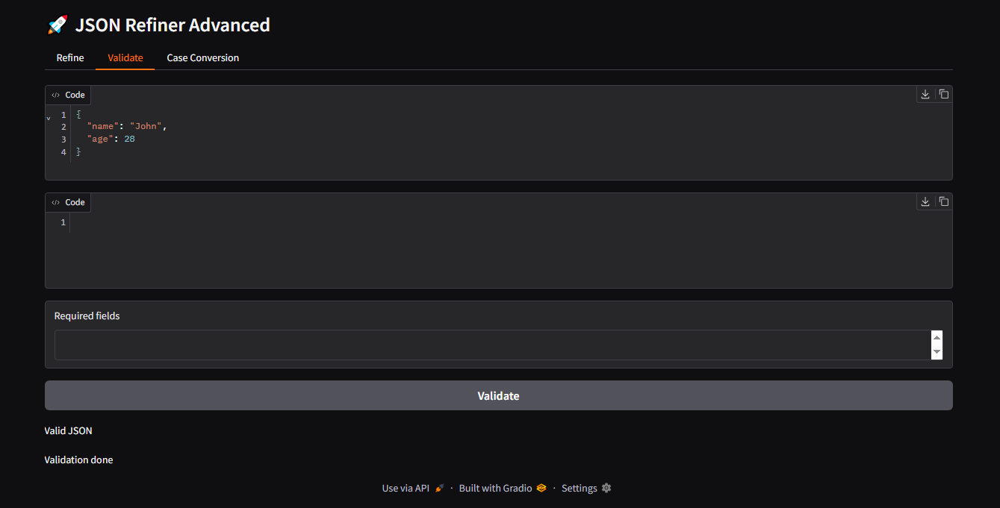 🚀 JSON Refiner Advanced
Refine Validate Case Conversion
Code
1 {
2 "name": "John",
3 "age": 28
4 }
Code
1
Required fields
Validate
Valid JSON
Validation done
Use via API 🚀 · Built with Gradio · Settings